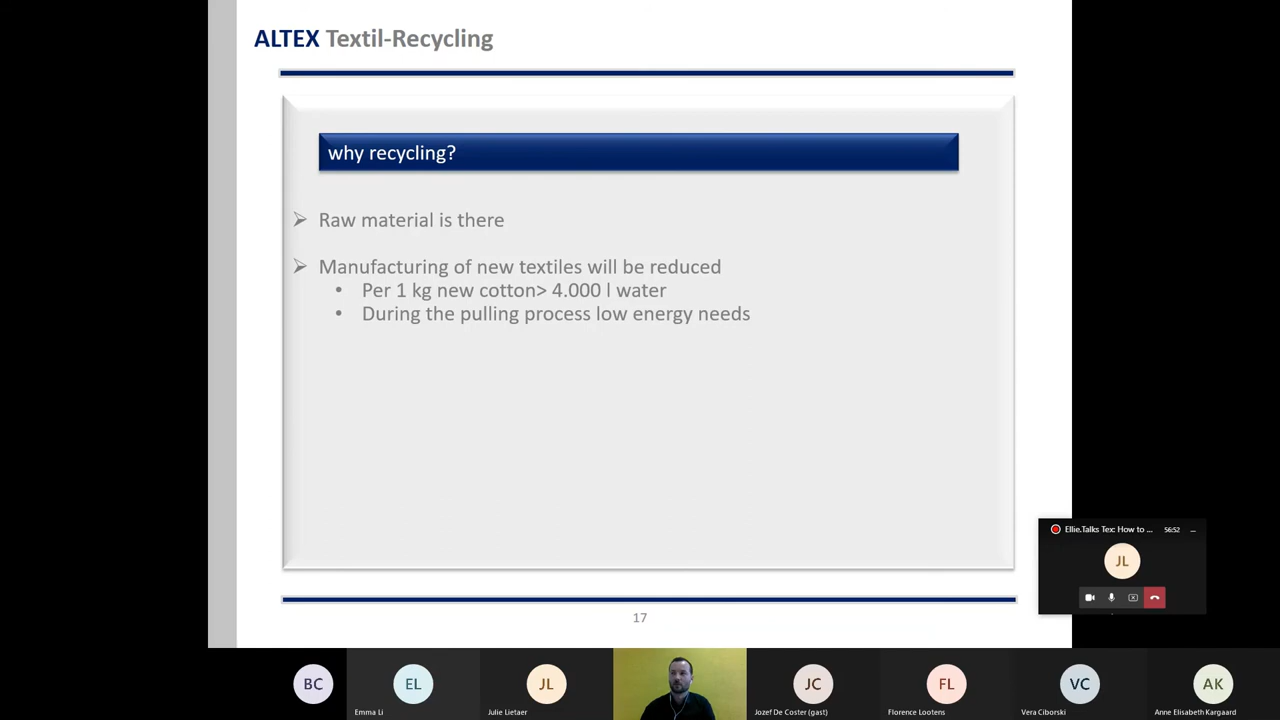 ALTEX Textil-Recycling
why recycling?
Raw material is there
Manufacturing of new textiles will be reduced
Per 1 kg new cotton> 4.000 l water
During the pulling process low energy needs
17
Ellie.Talks Tex: How to ...
56:52
JL
BC
EL
JL
JC
FL
VC
AK
Emma Li
Julie Lietaer
Jozef De Coster (gast)
Florence Lootens
Vera Ciborski
Anne Elisabeth Kargaard